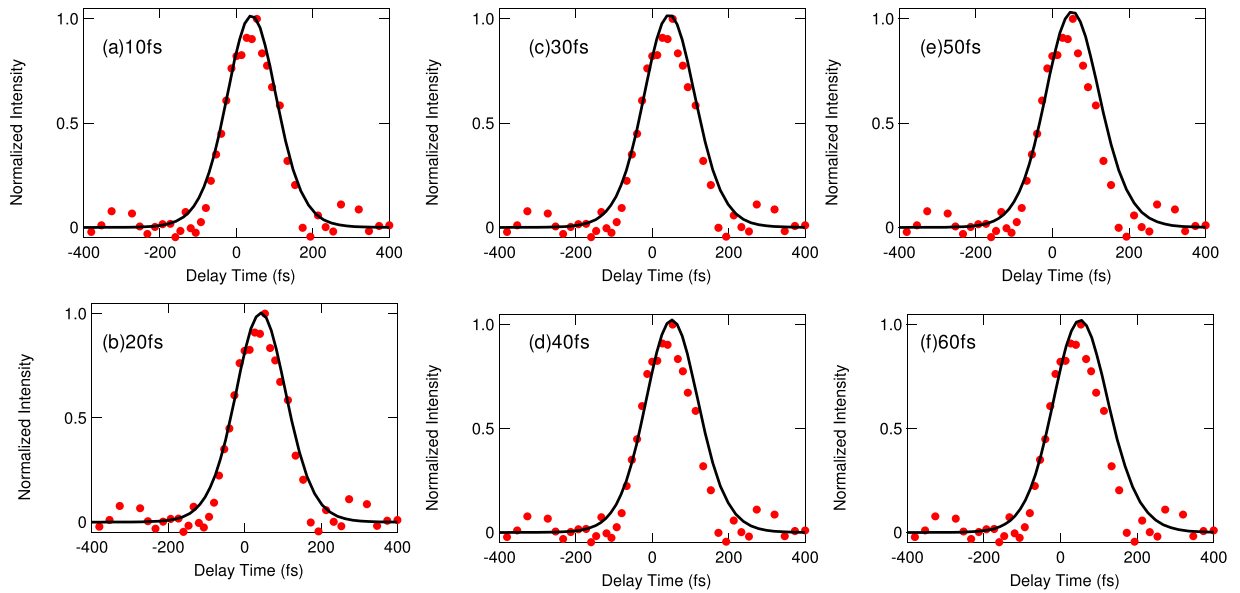 1.0
(a)10fs
Normalized Intensity
0.5
0
-400 -200 0 200 400
Delay Time (fs)
1.0
(c)30fs
Normalized Intensity
0.5
0
-400 -200 0 200 400
Delay Time (fs)
1.0
(e)50fs
Normalized Intensity
0.5
0
-400 -200 0 200 400
Delay Time (fs)
1.0
(b)20fs
Normalized Intensity
0.5
0
-400 -200 0 200 400
Delay Time (fs)
1.0
(d)40fs
Normalized Intensity
0.5
0
-400 -200 0 200 400
Delay Time (fs)
1.0
(f)60fs
Normalized Intensity
0.5
0
-400 -200 0 200 400
Delay Time (fs)